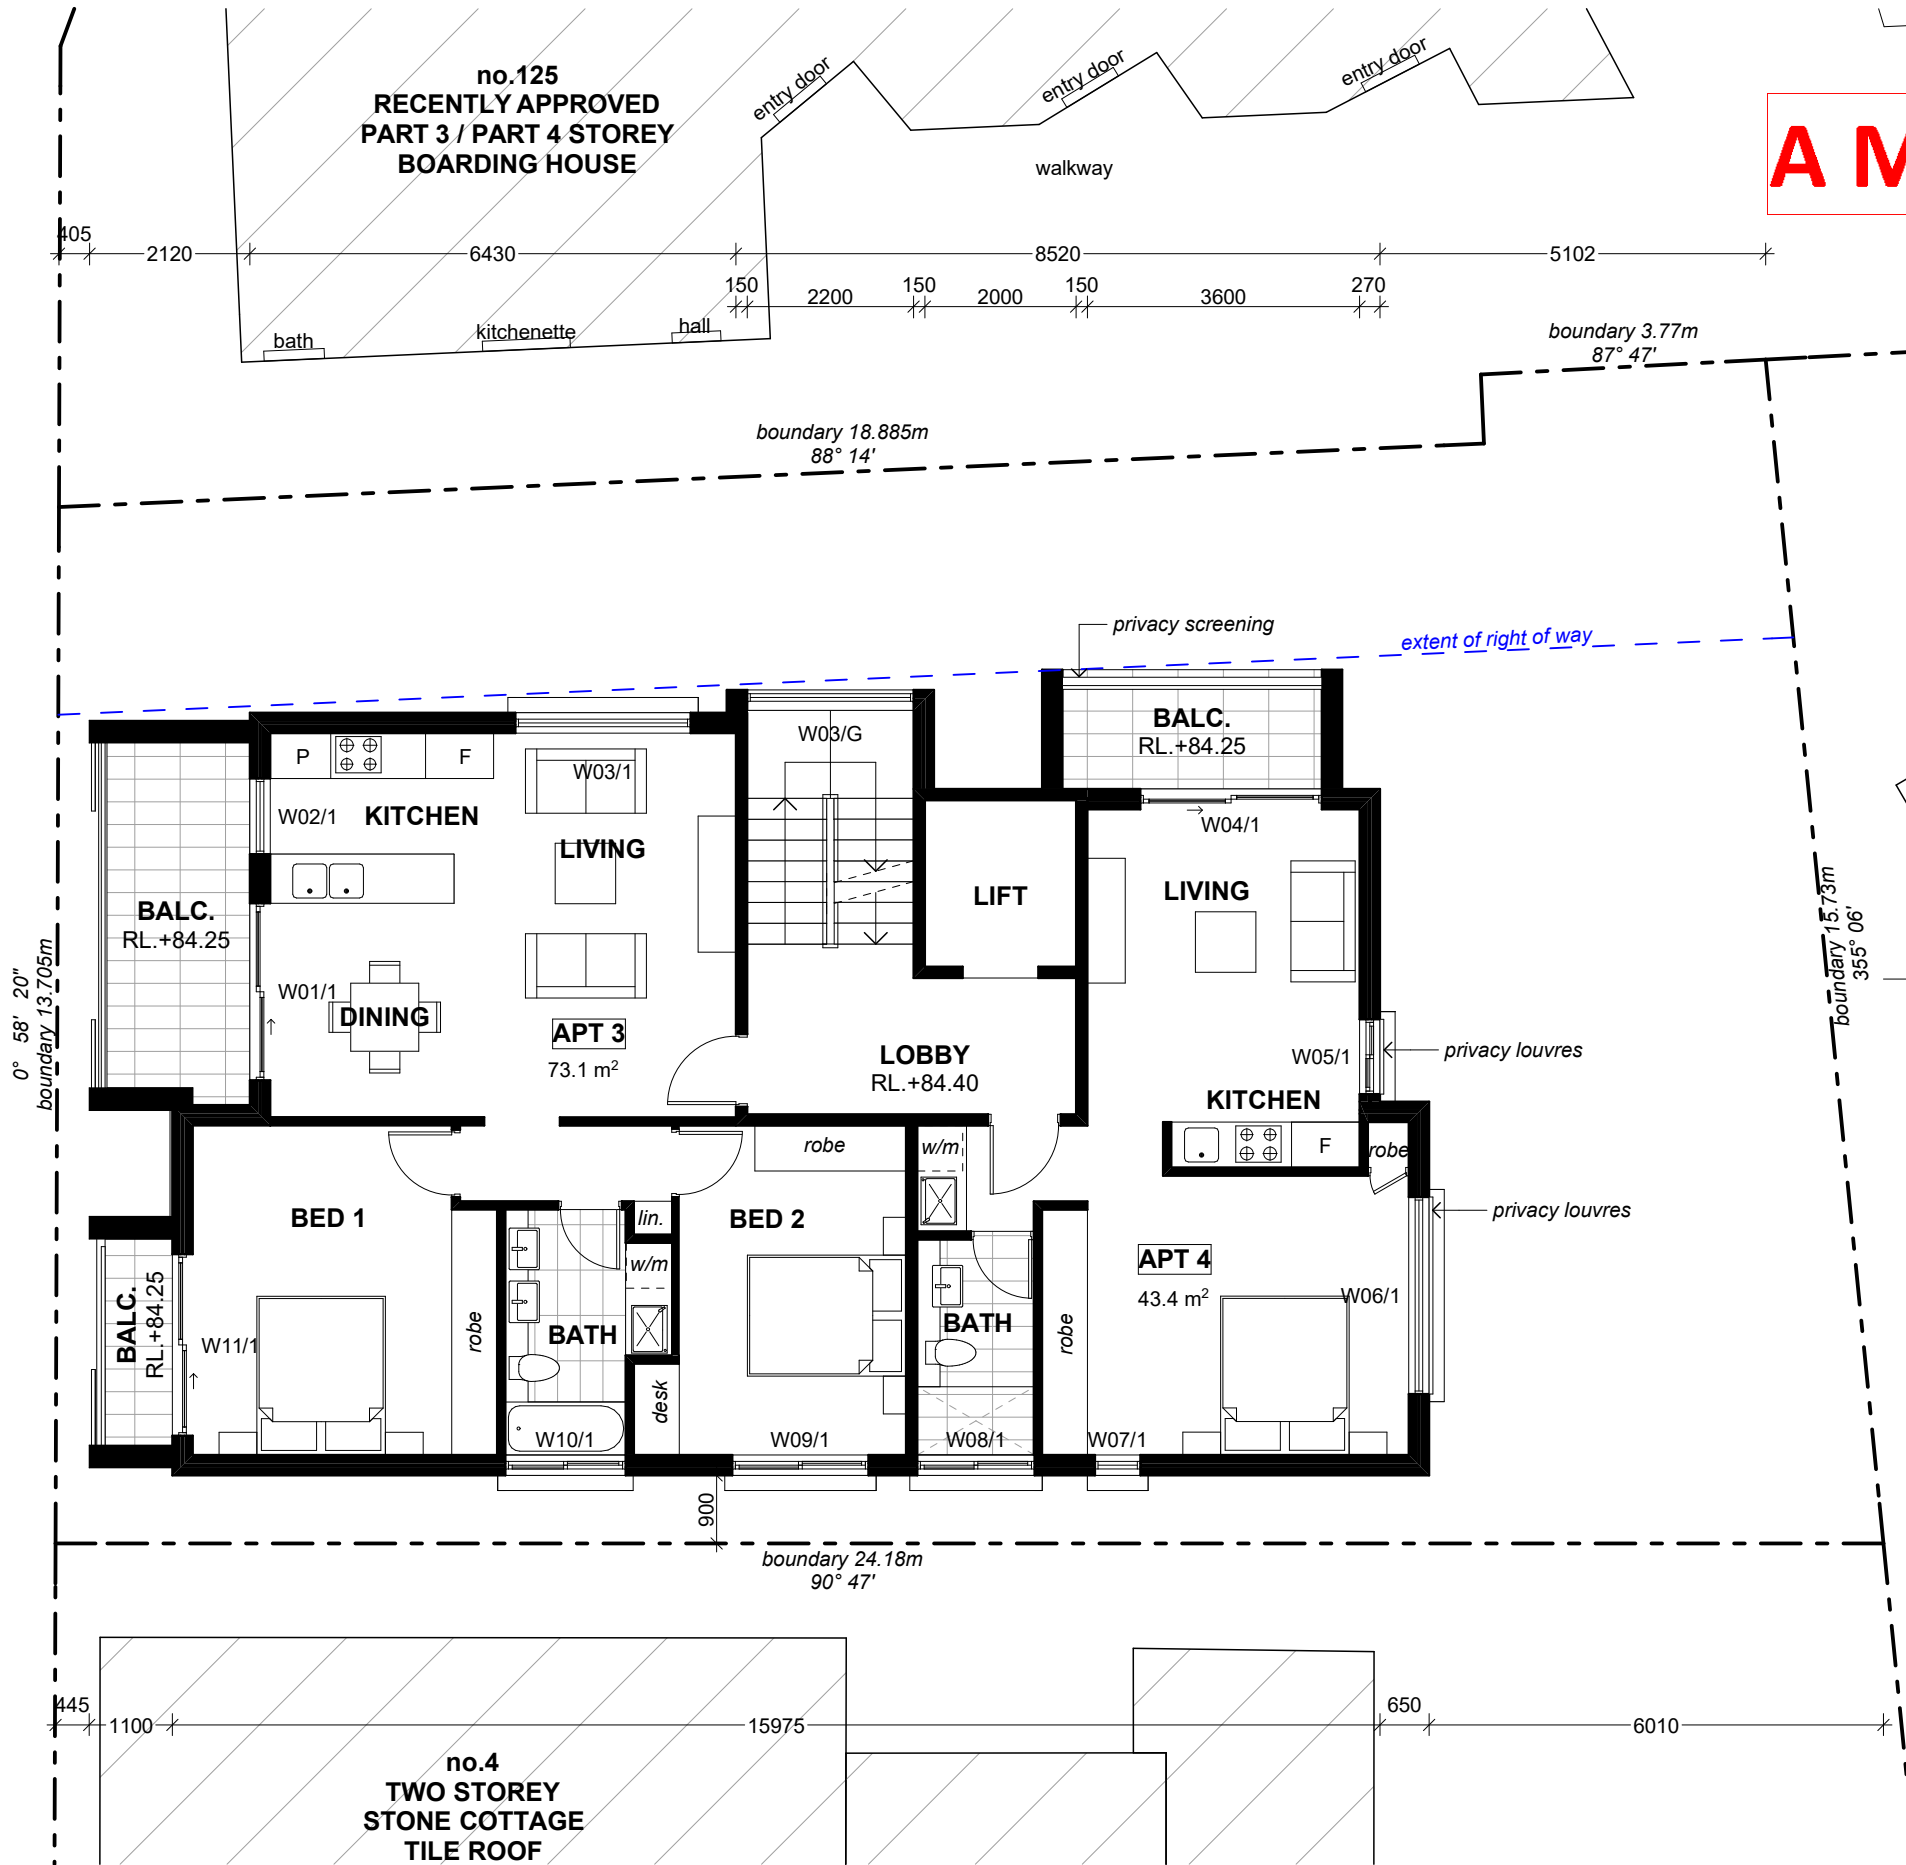 no.125
RECENTLY APPROVED
PART 3 / PART 4 STOREY
BOARDING HOUSE
entry door
entry door
entry door
walkway
A M
405
2120
6430
8520
5102
150
2200
150
2000
150
3600
270
bath
kitchenette
hall
boundary 3.77m
87° 47'
boundary 18.885m
88° 14'
privacy screening
extent of right of way
BALC.
RL.+84.25
W03/G
P
F
W03/1
W02/1
KITCHEN
LIVING
W04/1
LIVING
LIFT
BALC.
RL.+84.25
W01/1
DINING
APT 3
73.1 m²
LOBBY
RL.+84.40
W05/1
privacy louvres
KITCHEN
F
robe
boundary 15.73m
355° 06'
0° 58' 20"
boundary 13.705m
robe
w/m
privacy louvres
BED 1
lin.
BED 2
w/m
APT 4
43.4 m²
W06/1
BALC.
RL.+84.25
W11/1
robe
BATH
desk
BATH
robe
W10/1
W09/1
W08/1
W07/1
900
boundary 24.18m
90° 47'
445
1100
15975
650
6010
no.4
TWO STOREY
STONE COTTAGE
TILE ROOF